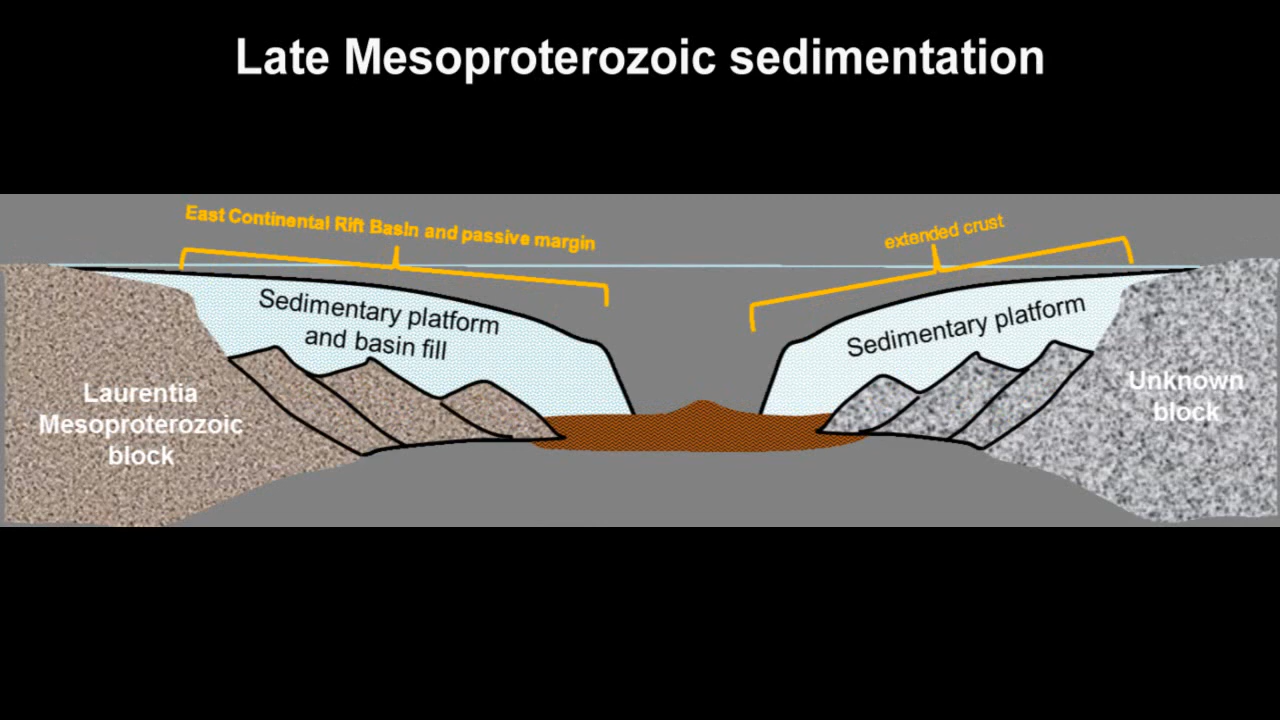 Late Mesoproterozoic sedimentation
East Continental Rift Basin and passive margin
extended crust
Sedimentary platform
and basin fill
Sedimentary platform
Laurentia
Mesoproterozoic
block
Unknown
block